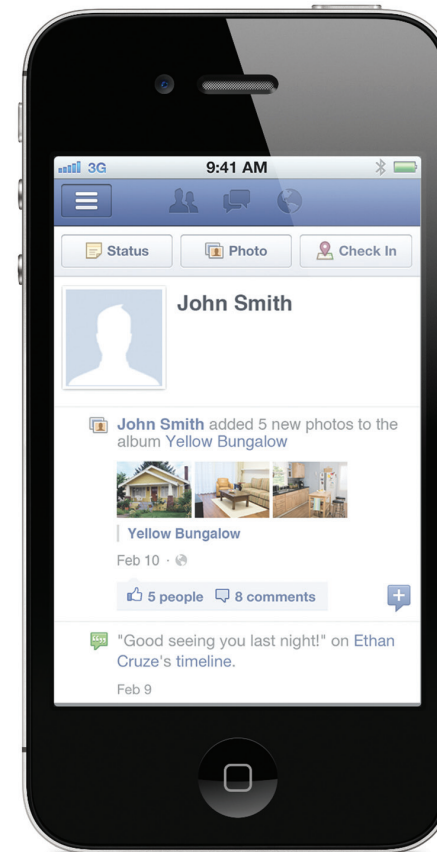 3G 9:41 AM
Status Photo Check In
John Smith
John Smith added 5 new photos to the
album Yellow Bungalow
Yellow Bungalow
Feb 10 ·
5 people 8 comments
"Good seeing you last night!" on Ethan
Cruze's timeline.
Feb 9